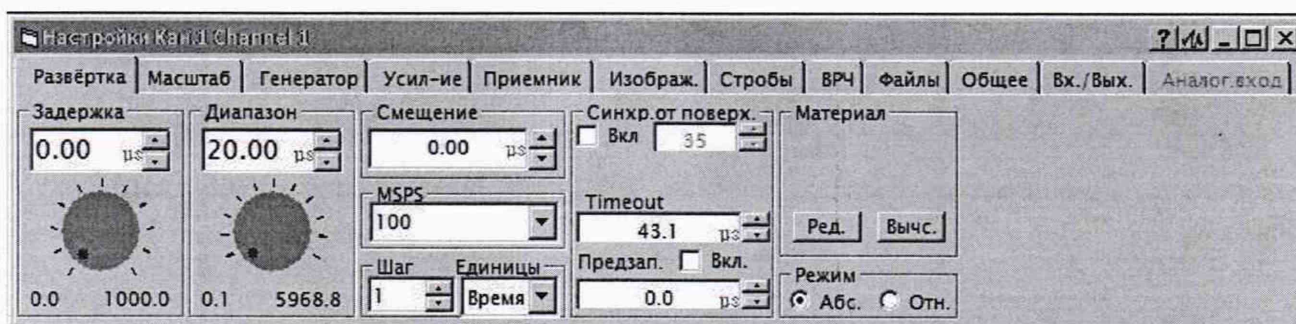 Настройки Кан.1 Channel 1
Развёртка Масштаб Генератор Усил-ие Приемник Изображ. Стробы ВРЧ Файлы Общее Вх./Вых. Аналог.вход
Задержка Диапазон Смещение Синхр.от поверх. Материал
0.00 µs 20.00 µs 0.00 µs Вкл 35
MSPS Timeout
100 43.1 µs Ред. Вычс.
Шаг Единицы Предзап. Вкл. Режим
0.0 1000.0 0.1 5968.8 1 Время 0.0 µs Абс. Отн.